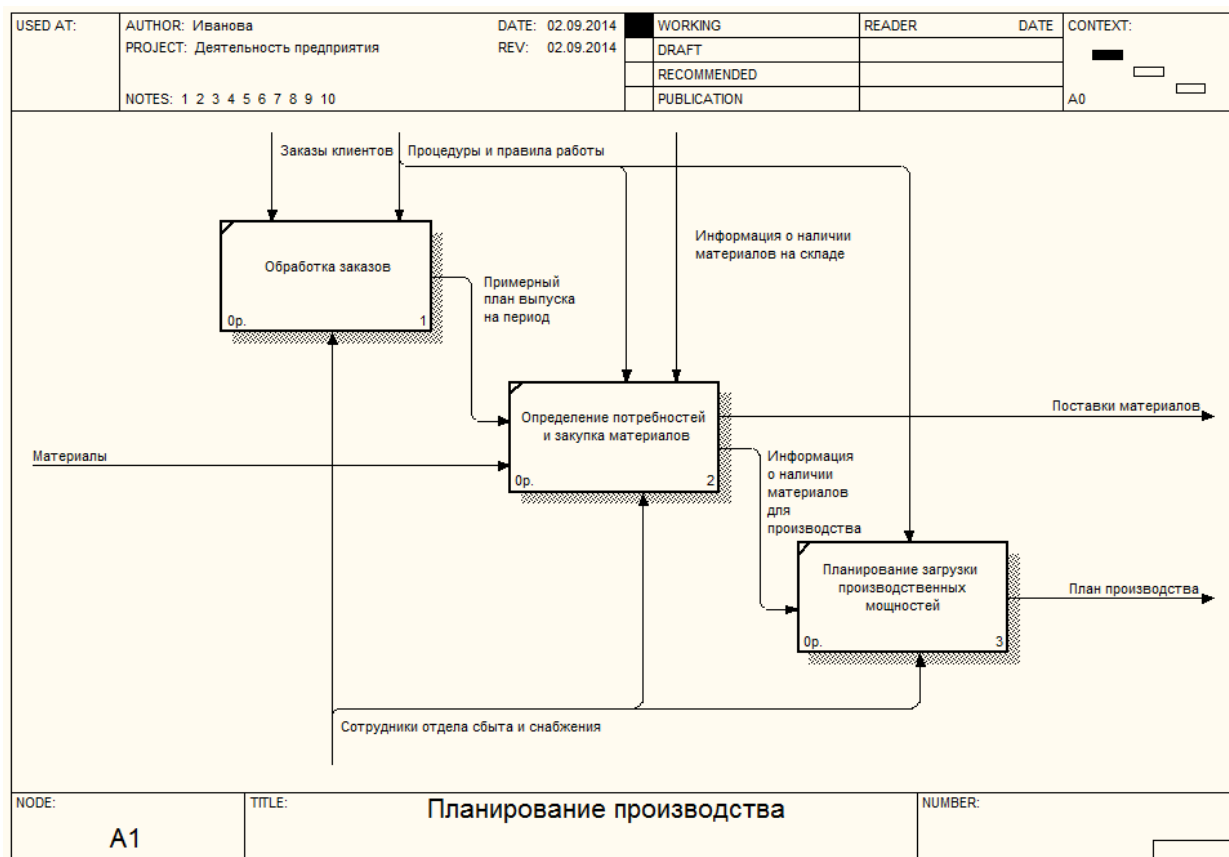 USED AT:
AUTHOR: Иванова
DATE: 02.09.2014
PROJECT: Деятельность предприятия
REV: 02.09.2014
NOTES: 1 2 3 4 5 6 7 8 9 10
WORKING
DRAFT
RECOMMENDED
PUBLICATION
READER
DATE
CONTEXT:
A0
Заказы клиентов
Процедуры и правила работы
Информация о наличии
материалов на складе
Обработка заказов
0р.
1
Примерный
план выпуска
на период
Определение потребностей
и закупка материалов
0р.
2
Поставки материалов
Материалы
Информация
о наличии
материалов
для
производства
Планирование загрузки
производственных
мощностей
0р.
3
План производства
Сотрудники отдела сбыта и снабжения
NODE:
A1
TITLE:
Планирование производства
NUMBER: